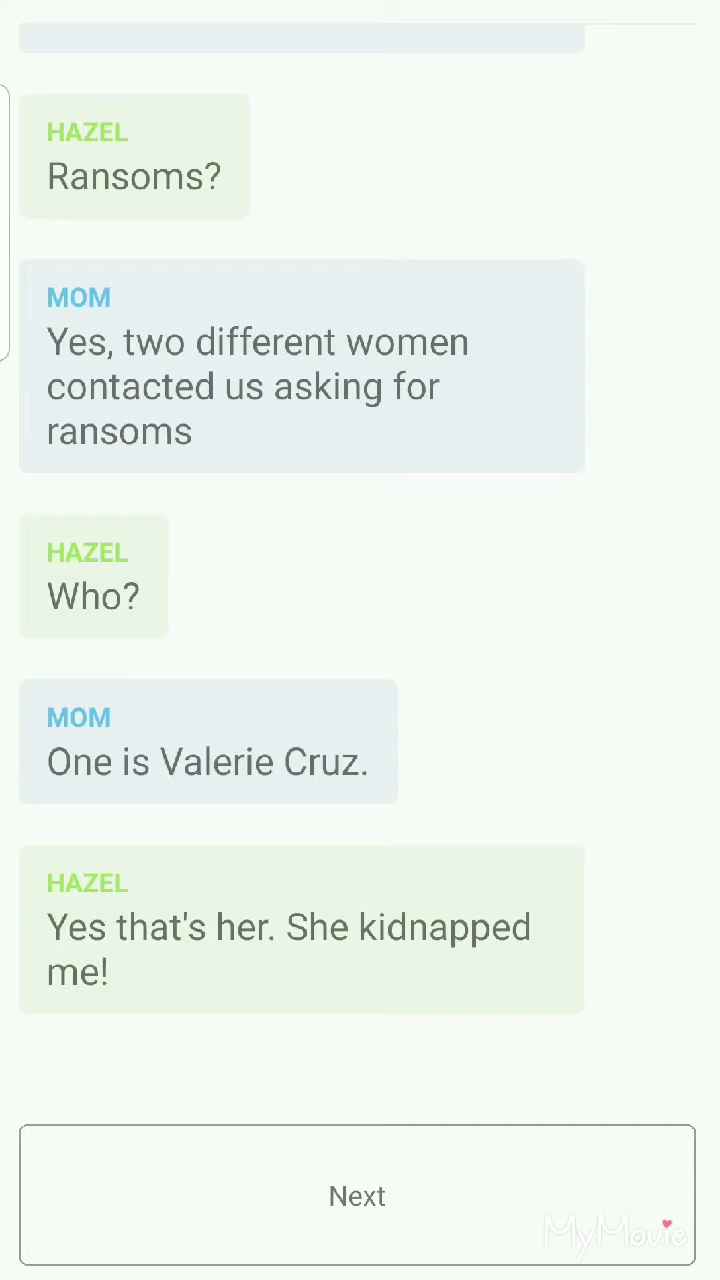 HAZEL
Ransoms?
MOM
Yes, two different women
contacted us asking for
ransoms
HAZEL
Who?
MOM
One is Valerie Cruz.
HAZEL
Yes that's her. She kidnapped
me!
Next
MyMovie